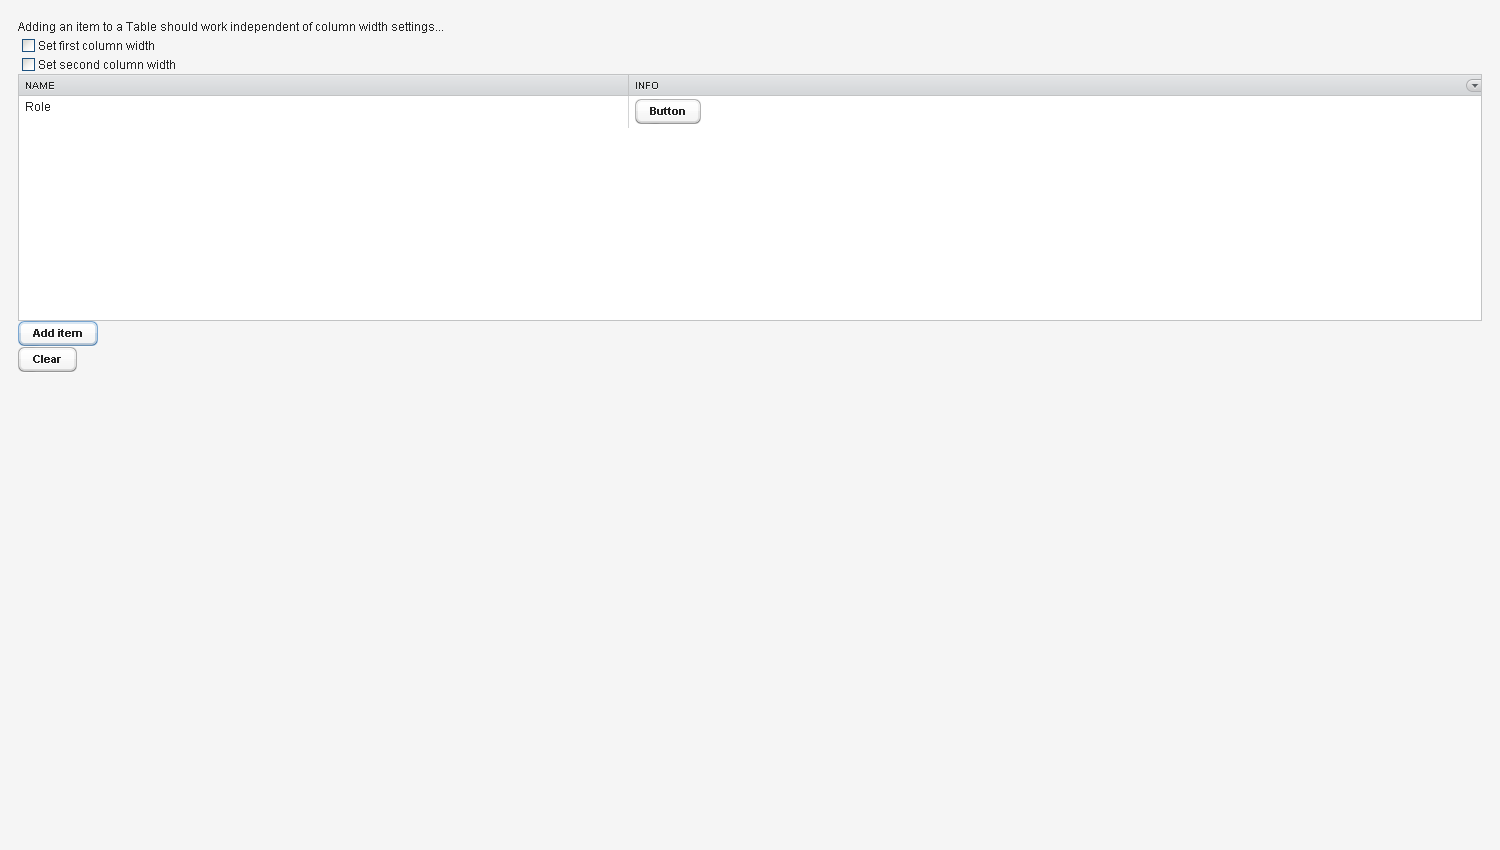 Adding an item to a Table should work independent of column width settings...
Set first column width
Set second column width
NAME INFO
Role Button
Add item
Clear